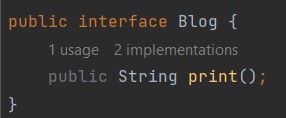 public interface Blog {
1 usage 2 implementations
public String print();
}